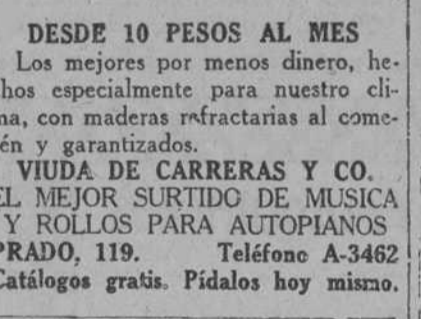 DESDE 10 PESOS AL MES
Los mejores por menos dinero, he-
hos especialmente para nuestro cli-
ma, con maderas refractarias al come-
én y garantizados.
VIUDA DE CARRERAS Y CO.
EL MEJOR SURTIDO DE MUSICA
Y ROLLOS PARA AUTOPIANOS
PRADO, 119. Teléfono A-3462
Catálogos gratis. Pídalos hoy mismo.